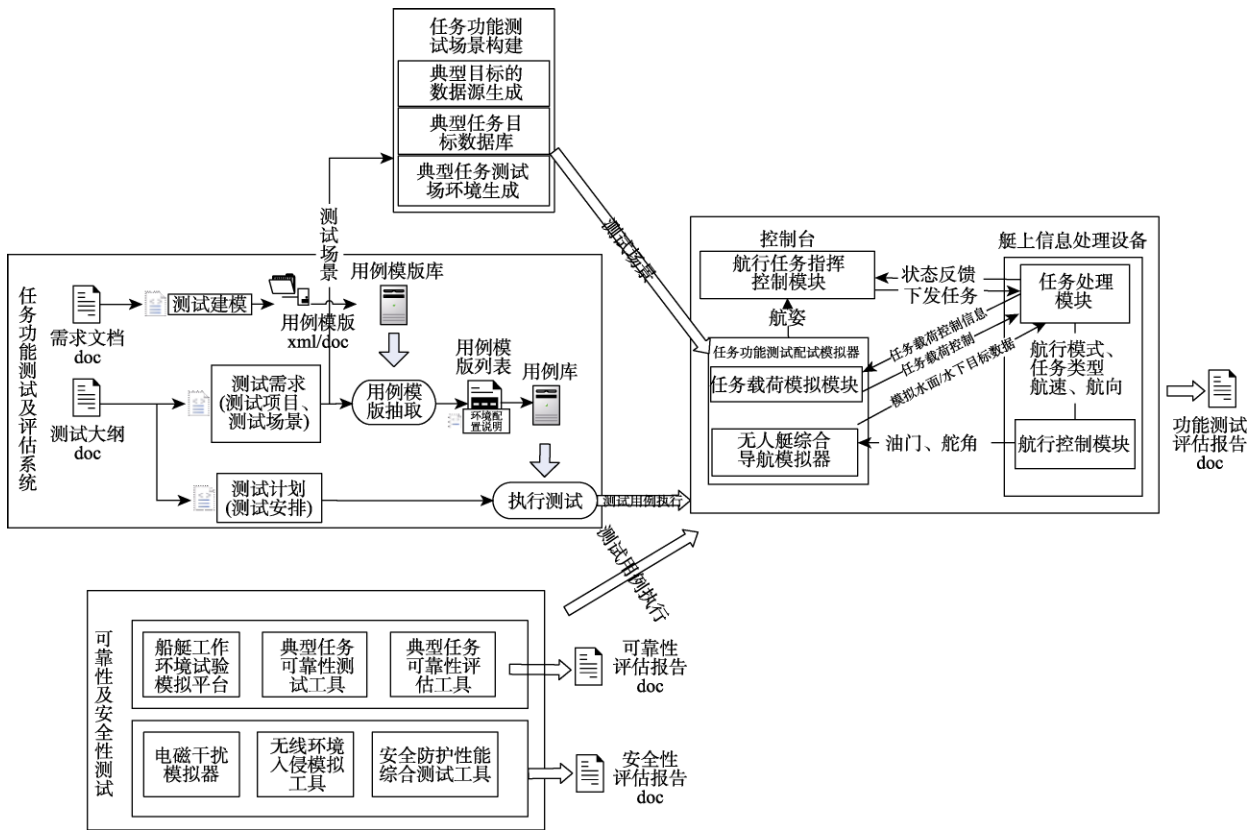 任务功能测
试场景构建
典型目标的
数据源生成
典型任务目
标数据库
典型任务测试
场环境生成
测试场景
测试场景
任务功能测试及评估系统
需求文档
doc
测试建模
用例模版
xml/doc
用例模版库
测试大纲
doc
测试需求
(测试项目、
测试场景)
用例模
版抽取
用例模
版列表
环境配
置说明
用例库
测试计划
(测试安排)
执行测试
测试用例执行
测试用例执行
控制台
航行任务指挥
控制模块
航姿
任务功能测试配试模拟器
任务载荷模拟模块
无人艇综合
导航模拟器
状态反馈
下发任务
任务载荷控制信息
任务载荷控制
模拟水面/水下目标数据
油门、舵角
艇上信息处理设备
任务处理
模块
航行模式、
任务类型
航速、航向
航行控制模块
功能测试
评估报告
doc
可靠性及安全性测试
船艇工作
环境试验
模拟平台
典型任务
可靠性测
试工具
典型任务
可靠性评
估工具
可靠性
评估报告
doc
电磁干扰
模拟器
无线环境
入侵模拟
工具
安全防护性能
综合测试工具
安全性
评估报告
doc